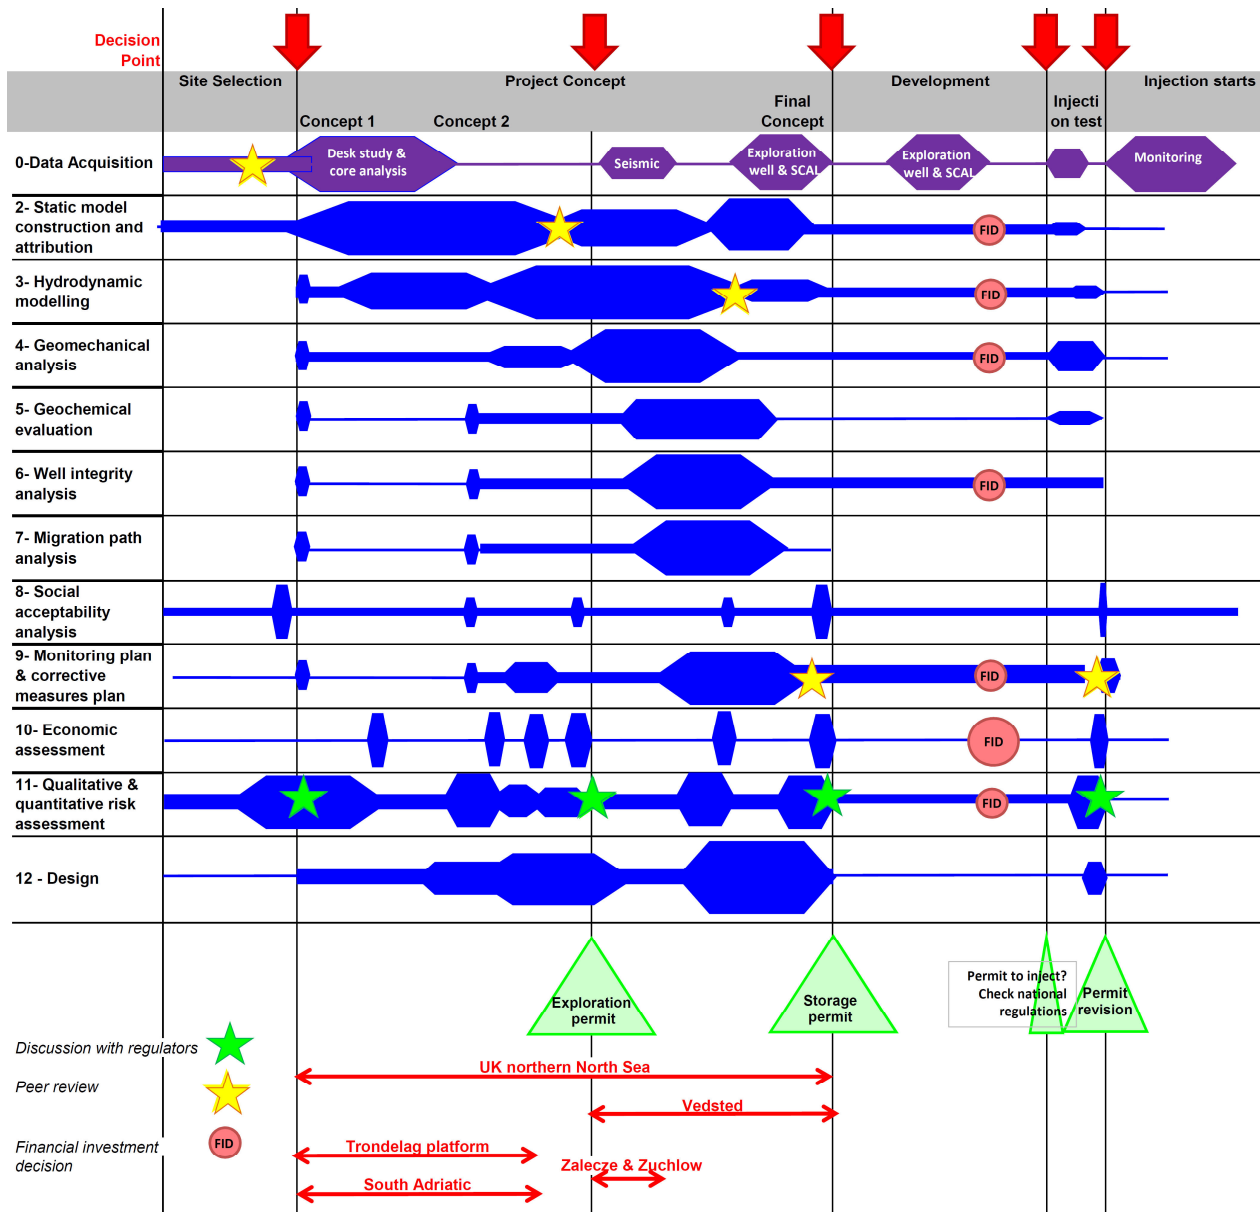 Decision
Point
Site Selection
Project Concept
Development
Injection starts
Concept 1
Concept 2
Final
Concept
Injecti
on test
0-Data Acquisition
Desk study &
core analysis
Seismic
Exploration
well & SCAL
Exploration
well & SCAL
Monitoring
2- Static model
construction and
attribution
FID
3- Hydrodynamic
modelling
FID
4- Geomechanical
analysis
FID
5- Geochemical
evaluation
6- Well integrity
analysis
FID
7- Migration path
analysis
8- Social
acceptability
analysis
9- Monitoring plan
& corrective
measures plan
FID
10- Economic
assessment
FID
11- Qualitative &
quantitative risk
assessment
FID
12 - Design
Exploration
permit
Storage
permit
Permit to inject?
Check national
regulations
Permit
revision
Discussion with regulators
Peer review
Financial investment
decision
FID
UK northern North Sea
Vedsted
Trondelag platform
Zalecze & Zuchlow
South Adriatic